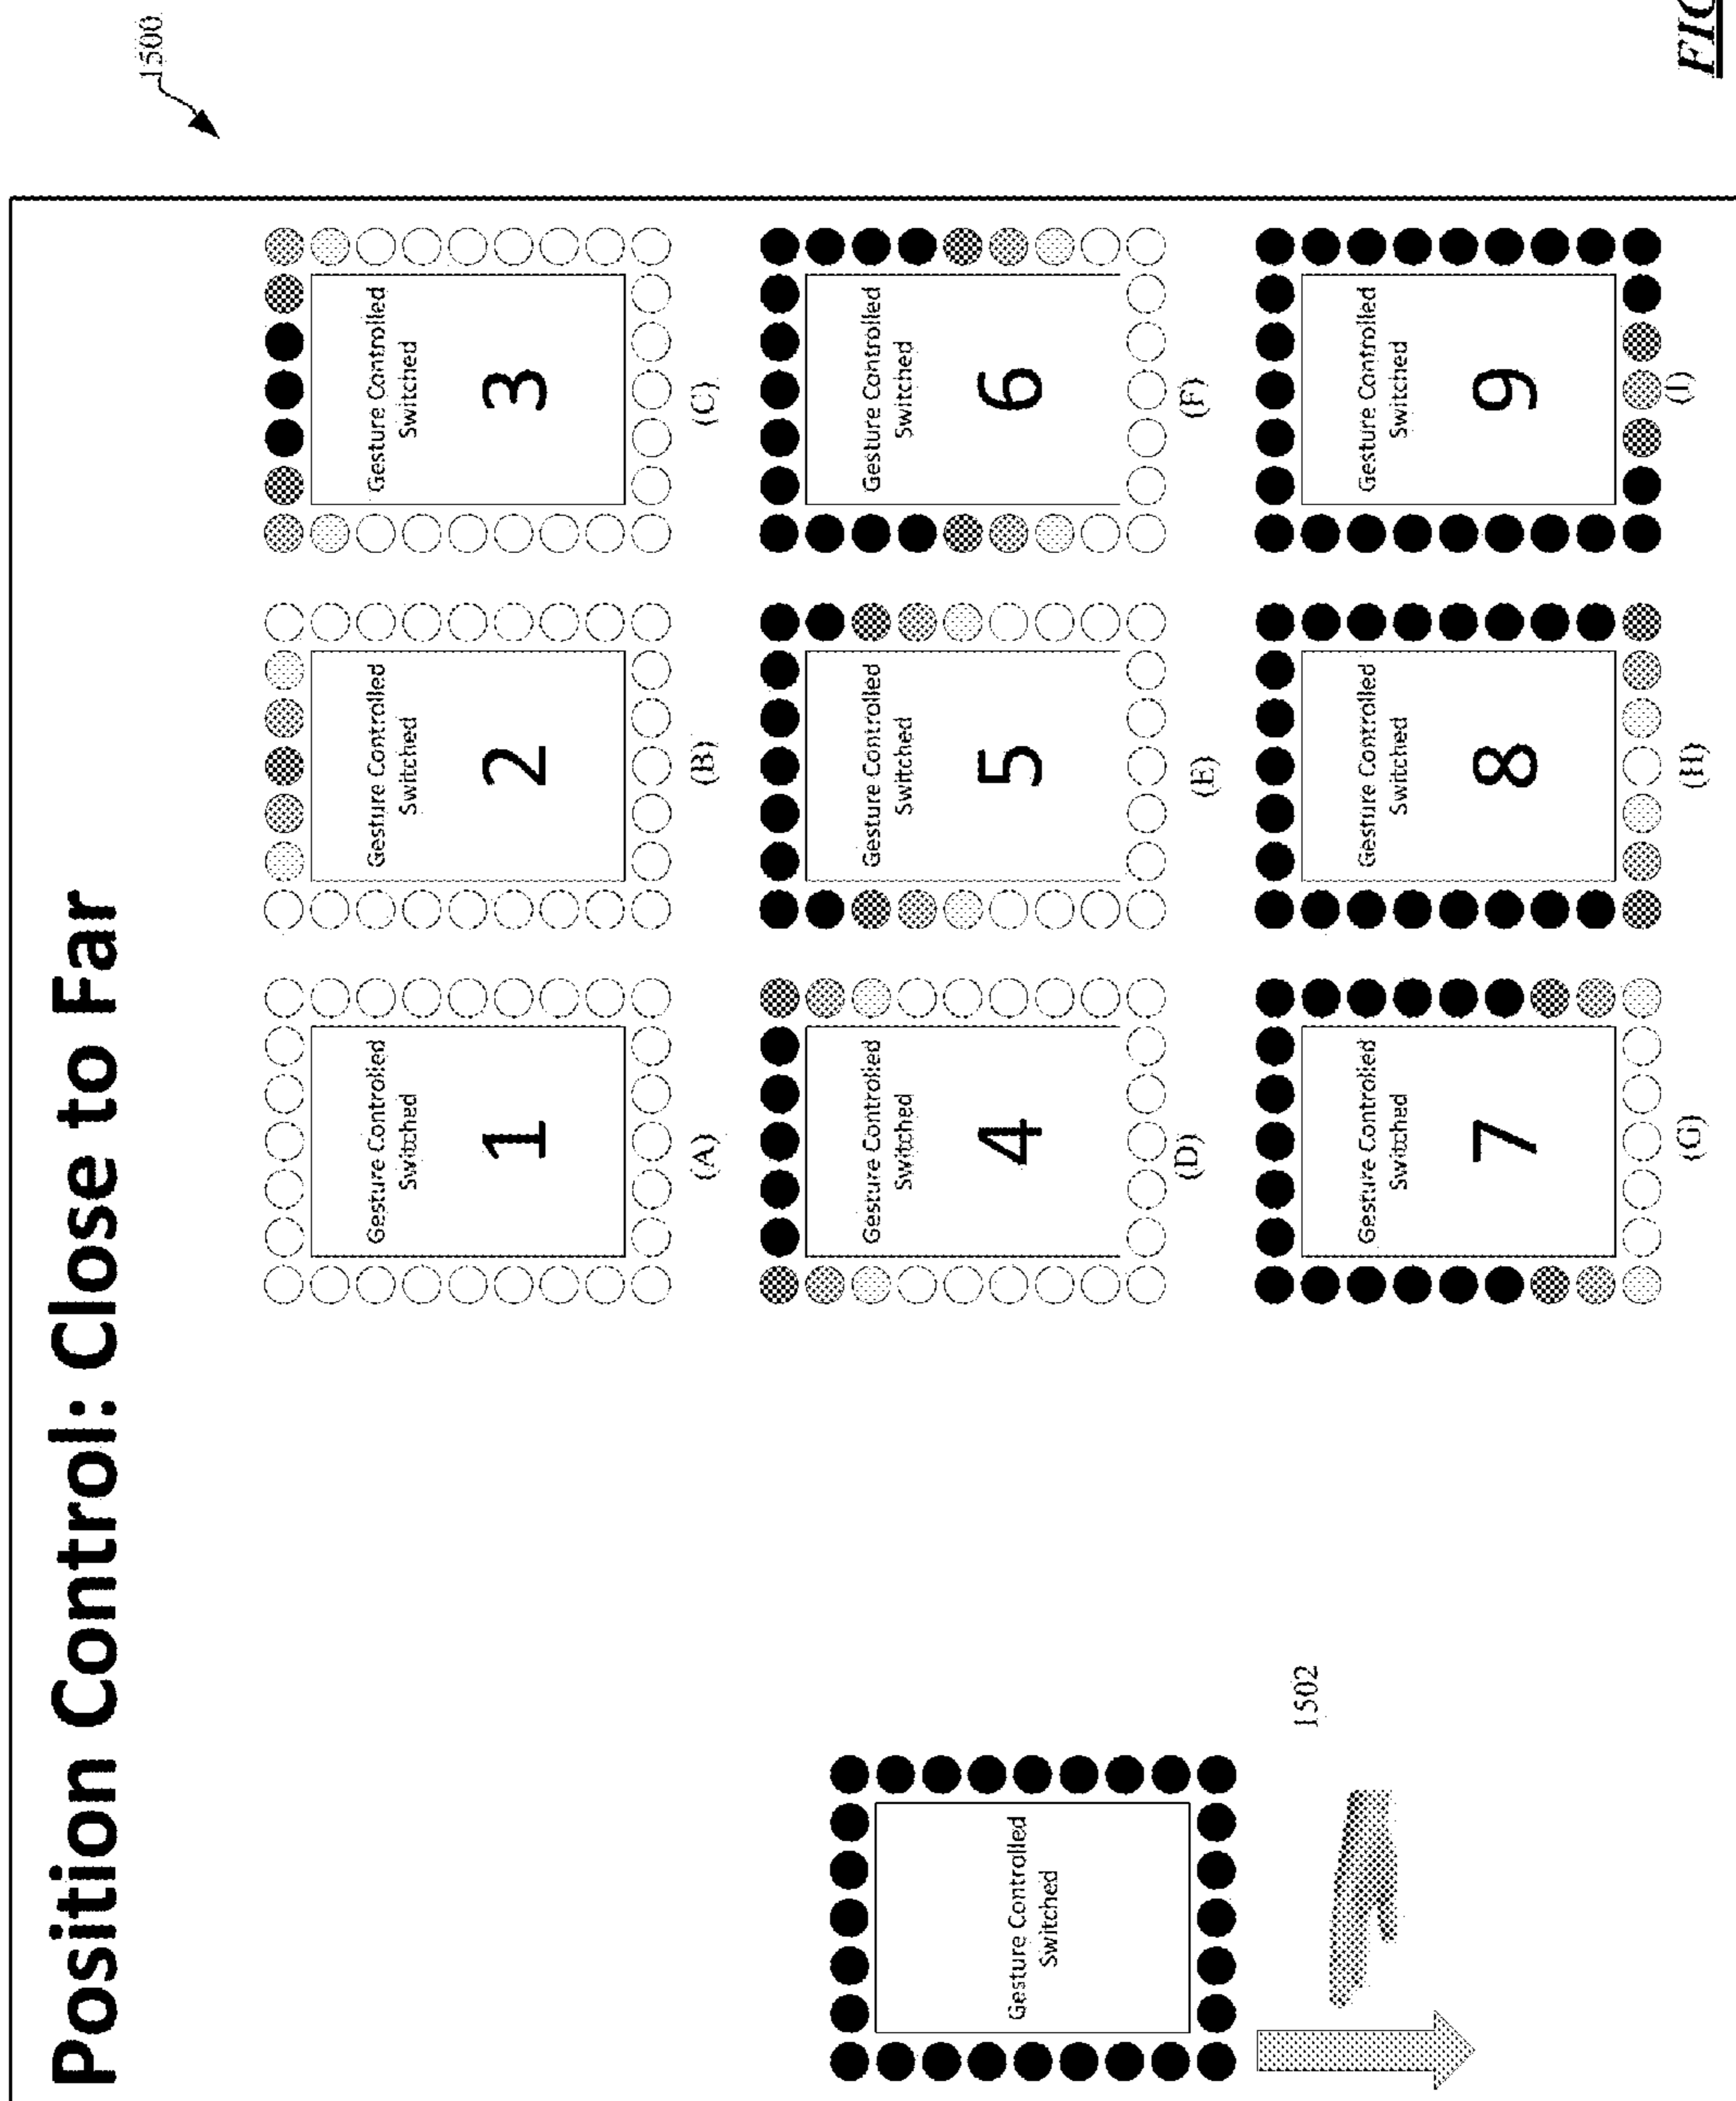 Position Control: Close to Far
1500
Gesture Controlled
Switched
1
(A)
Gesture Controlled
Switched
2
(B)
Gesture Controlled
Switched
3
(C)
Gesture Controlled
Switched
4
(D)
Gesture Controlled
Switched
5
(E)
Gesture Controlled
Switched
6
(F)
Gesture Controlled
Switched
Gesture Controlled
Switched
7
(G)
Gesture Controlled
Switched
8
(H)
Gesture Controlled
Switched
9
(I)
1502